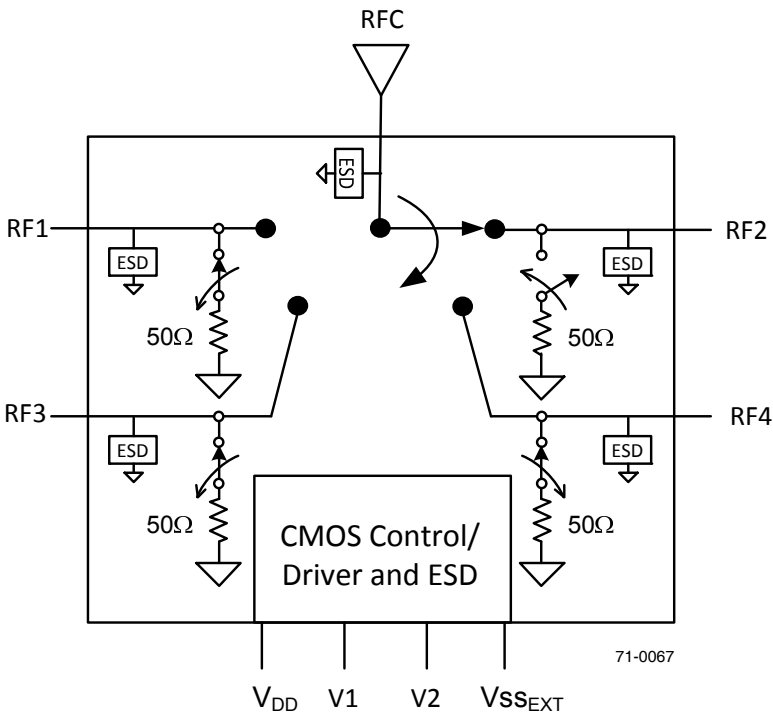 RFC
ESD
RF1
RF2
ESD
ESD
50Ω
50Ω
RF3
RF4
ESD
ESD
50Ω
50Ω
CMOS Control/
Driver and ESD
71-0067
VDD V1 V2 VssEXT